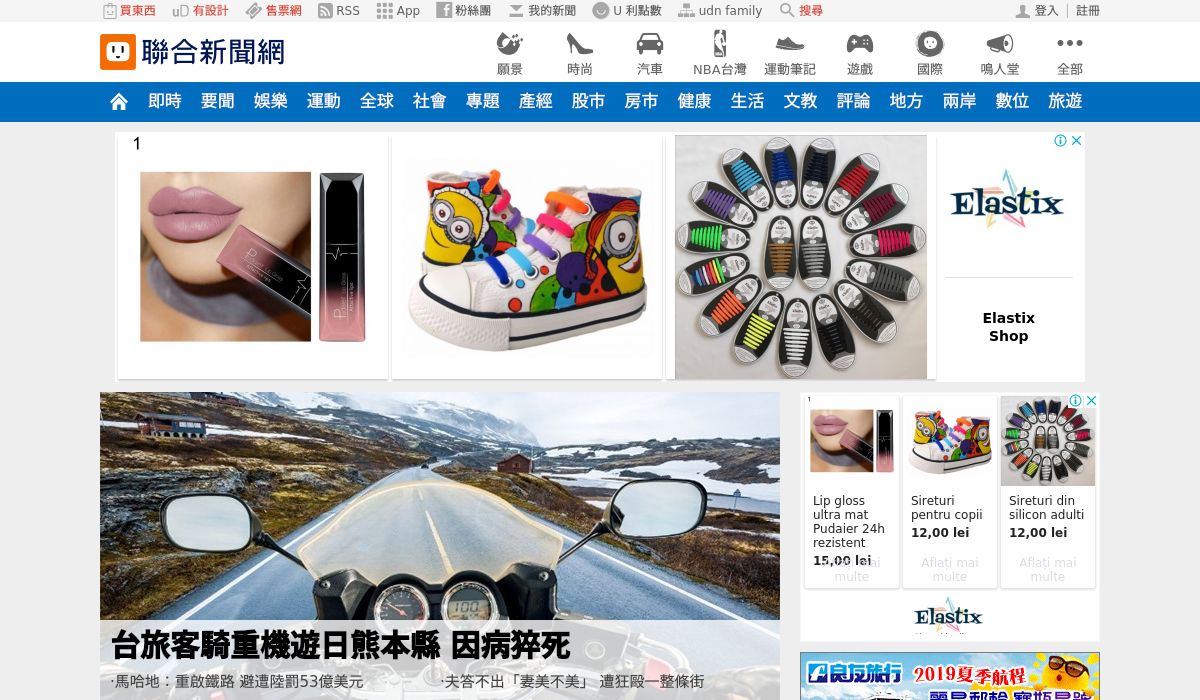 買東西 uD 有設計 售票網 RSS App 粉絲團 我的新聞 U 利點數 udn family 搜尋 登入 註冊
聯合新聞網 願景 時尚 汽車 NBA台灣 運動筆記 遊戲 國際 鳴人堂 全部
即時 要聞 娛樂 運動 全球 社會 專題 產經 股市 房市 健康 生活 文教 評論 地方 兩岸 數位 旅遊
1
Elastix
Elastix
Shop
台旅客騎重機遊日熊本縣 因病猝死
·馬哈地：重啟鐵路 避遭陸罰53億美元 ·夫答不出「妻美不美」 遭狂毆一整條街
1
Lip gloss
ultra mat
Pudaier 24h
rezistent
15,00 lei
Aflați mai
multe
Sireturi
pentru copii
12,00 lei
Aflați mai
multe
Sireturi din
silicon adulti
12,00 lei
Aflați mai
multe
Elastix
良友旅行 2019夏季航程